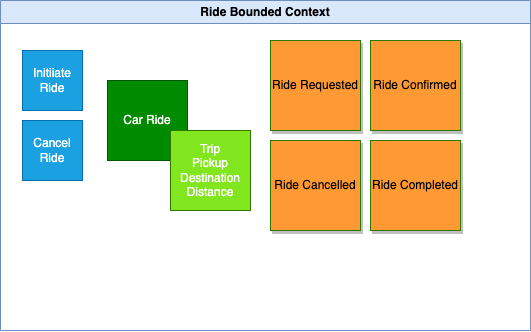 Ride Bounded Context
Initiiate
Ride
Cancel
Ride
Car Ride
Trip
Pickup
Destination
Distance
Ride Requested
Ride Confirmed
Ride Cancelled
Ride Completed